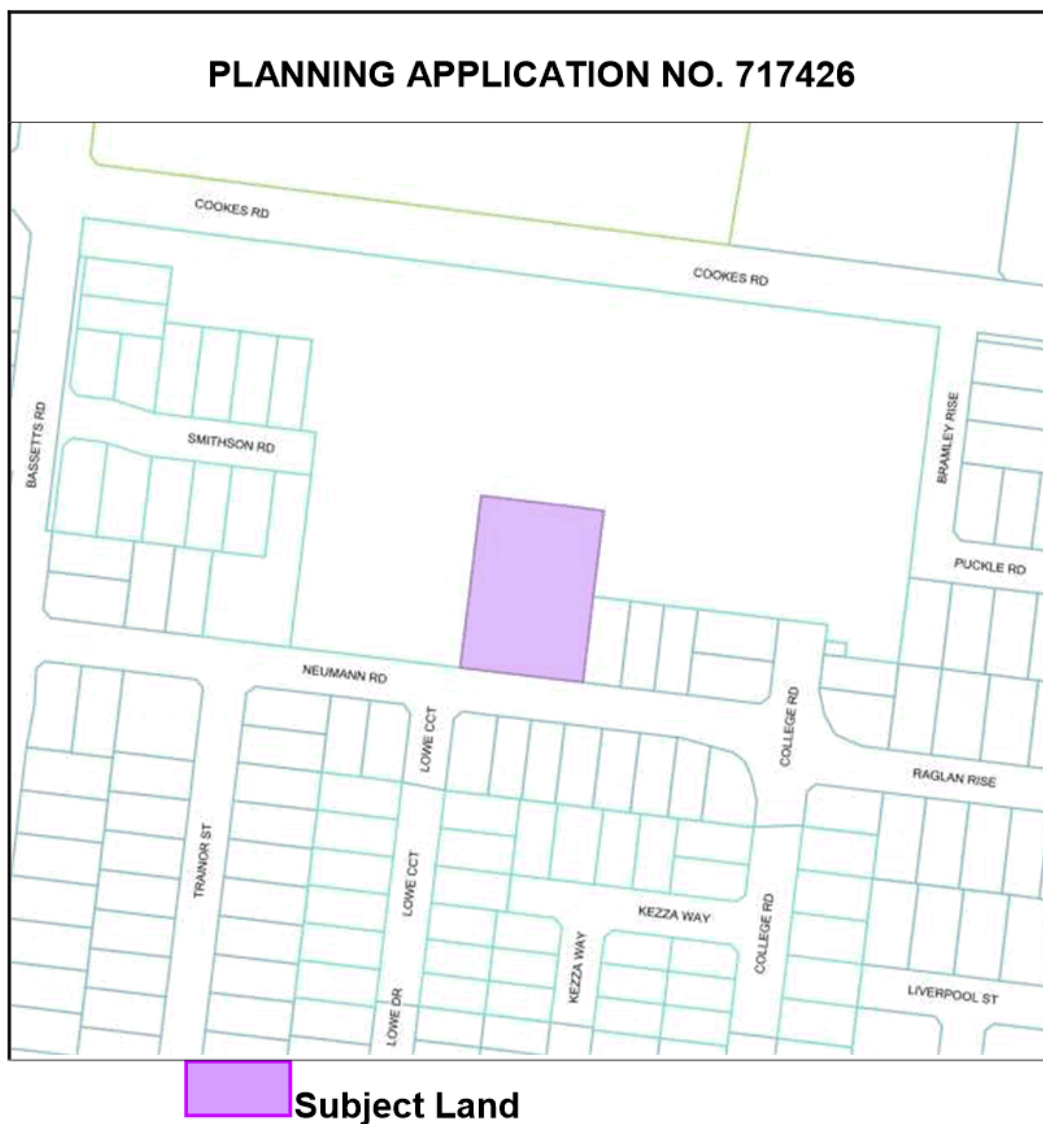 PLANNING APPLICATION NO. 717426
COOKES RD
COOKES RD
BASSETTS RD
SMITHSON RD
BRAMLEY RISE
PUCKLE RD
NEUMANN RD
LOWE CCT
COLLEGE RD
RAGLAN RISE
TRAINOR ST
LOWE CCT
KEZZA WAY
COLLEGE RD
KEZZA WAY
LIVERPOOL ST
LOWE DR
Subject Land